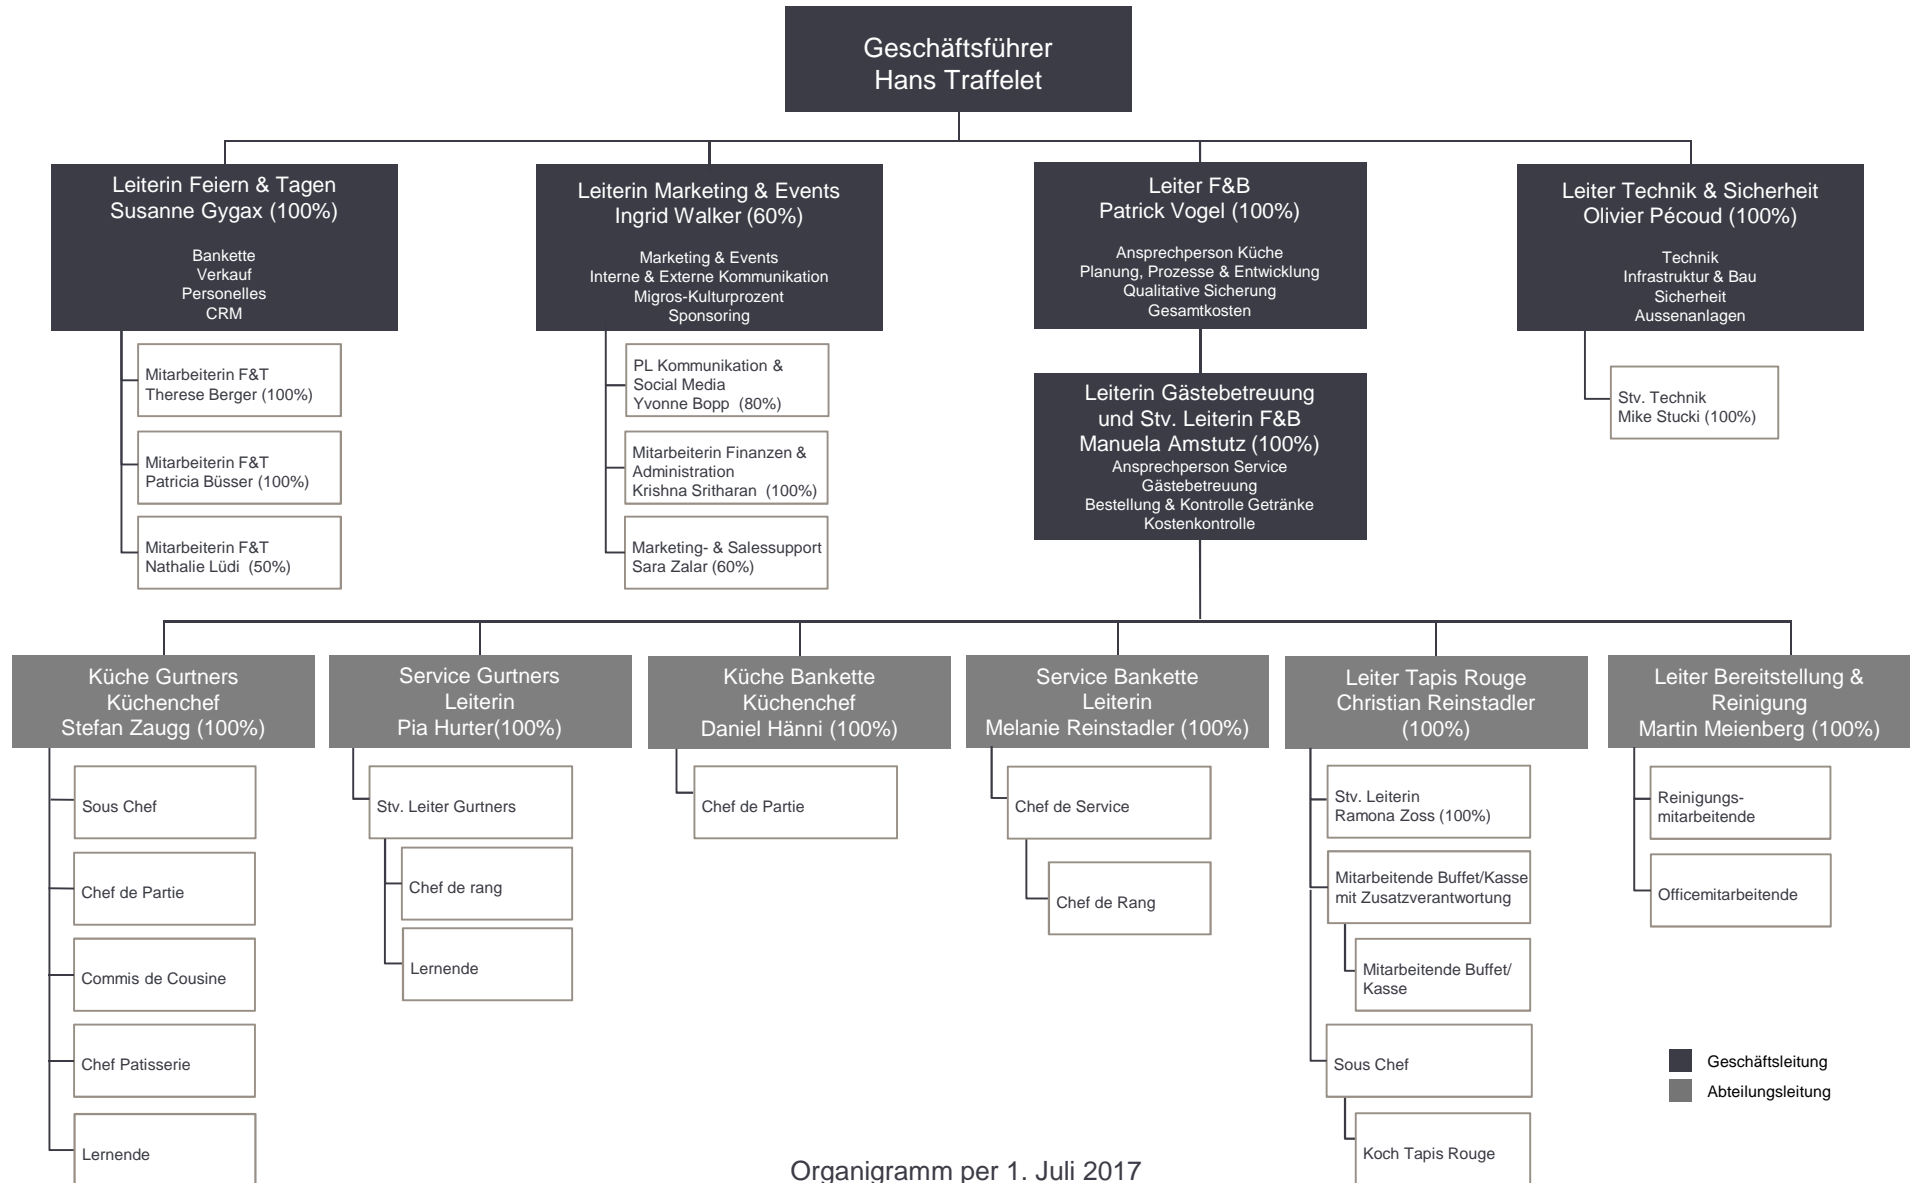 Geschäftsführer
Hans Traffelet
Leiterin Feiern & Tagen
Susanne Gygax (100%)
Bankette
Verkauf
Personelles
CRM
Leiterin Marketing & Events
Ingrid Walker (60%)
Marketing & Events
Interne & Externe Kommunikation
Migros-Kulturprozent
Sponsoring
Leiter F&B
Patrick Vogel (100%)
Ansprechperson Küche
Planung, Prozesse & Entwicklung
Qualitative Sicherung
Gesamtkosten
Leiter Technik & Sicherheit
Olivier Pécoud (100%)
Technik
Infrastruktur & Bau
Sicherheit
Aussenanlagen
Mitarbeiterin F&T
Therese Berger (100%)
Mitarbeiterin F&T
Patricia Büsser (100%)
Mitarbeiterin F&T
Nathalie Lüdi (50%)
PL Kommunikation &
Social Media
Yvonne Bopp (80%)
Mitarbeiterin Finanzen &
Administration
Krishna Sritharan (100%)
Marketing- & Salessupport
Sara Zalar (60%)
Leiterin Gästebetreuung
und Stv. Leiterin F&B
Manuela Amstutz (100%)
Ansprechperson Service
Gästebetreuung
Bestellung & Kontrolle Getränke
Kostenkontrolle
Stv. Technik
Mike Stucki (100%)
Küche Gurtners
Küchenchef
Stefan Zaugg (100%)
Sous Chef
Chef de Partie
Commis de Cousine
Chef Patisserie
Lernende
Service Gurtners
Leiterin
Pia Hurter(100%)
Stv. Leiter Gurtners
Chef de rang
Lernende
Küche Bankette
Küchenchef
Daniel Hänni (100%)
Chef de Partie
Service Bankette
Leiterin
Melanie Reinstadler (100%)
Chef de Service
Chef de Rang
Leiter Tapis Rouge
Christian Reinstadler
(100%)
Stv. Leiterin
Ramona Zoss (100%)
Mitarbeitende Buffet/Kasse
mit Zusatzverantwortung
Mitarbeitende Buffet/
Kasse
Sous Chef
Koch Tapis Rouge
Leiter Bereitstellung &
Reinigung
Martin Meienberg (100%)
Reinigungs-
mitarbeitende
Officemitarbeitende
Geschäftsleitung
Abteilungsleitung
Organigramm per 1. Juli 2017